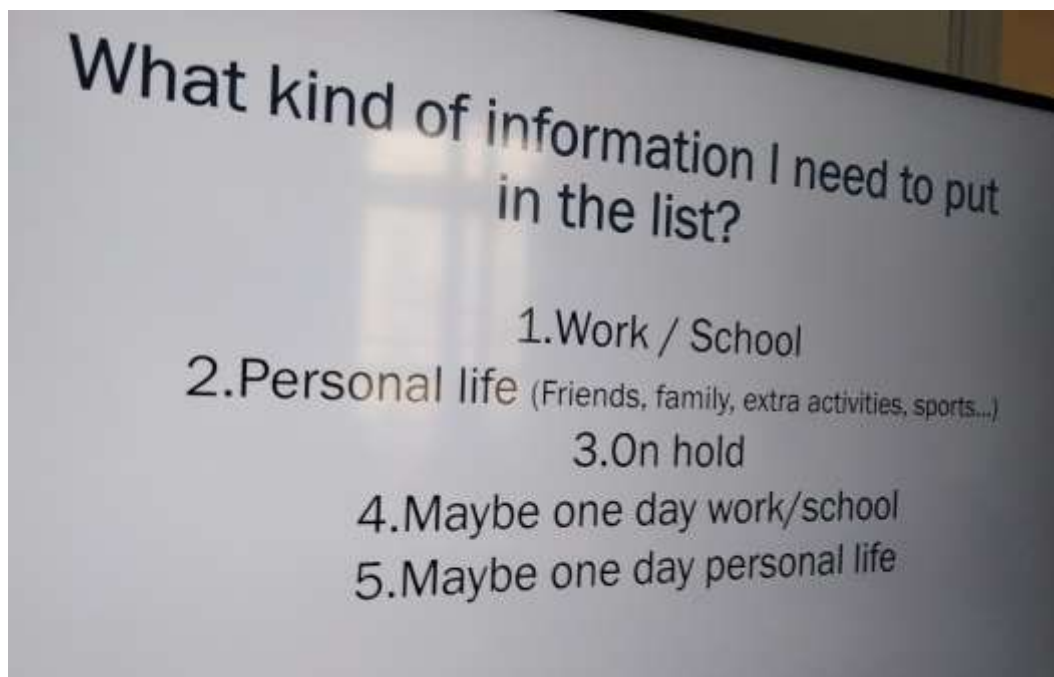 What kind of information I need to put
in the list?
1.Work / School
2.Personal life (Friends, family, extra activities, sports...)
3.On hold
4.Maybe one day work/school
5.Maybe one day personal life